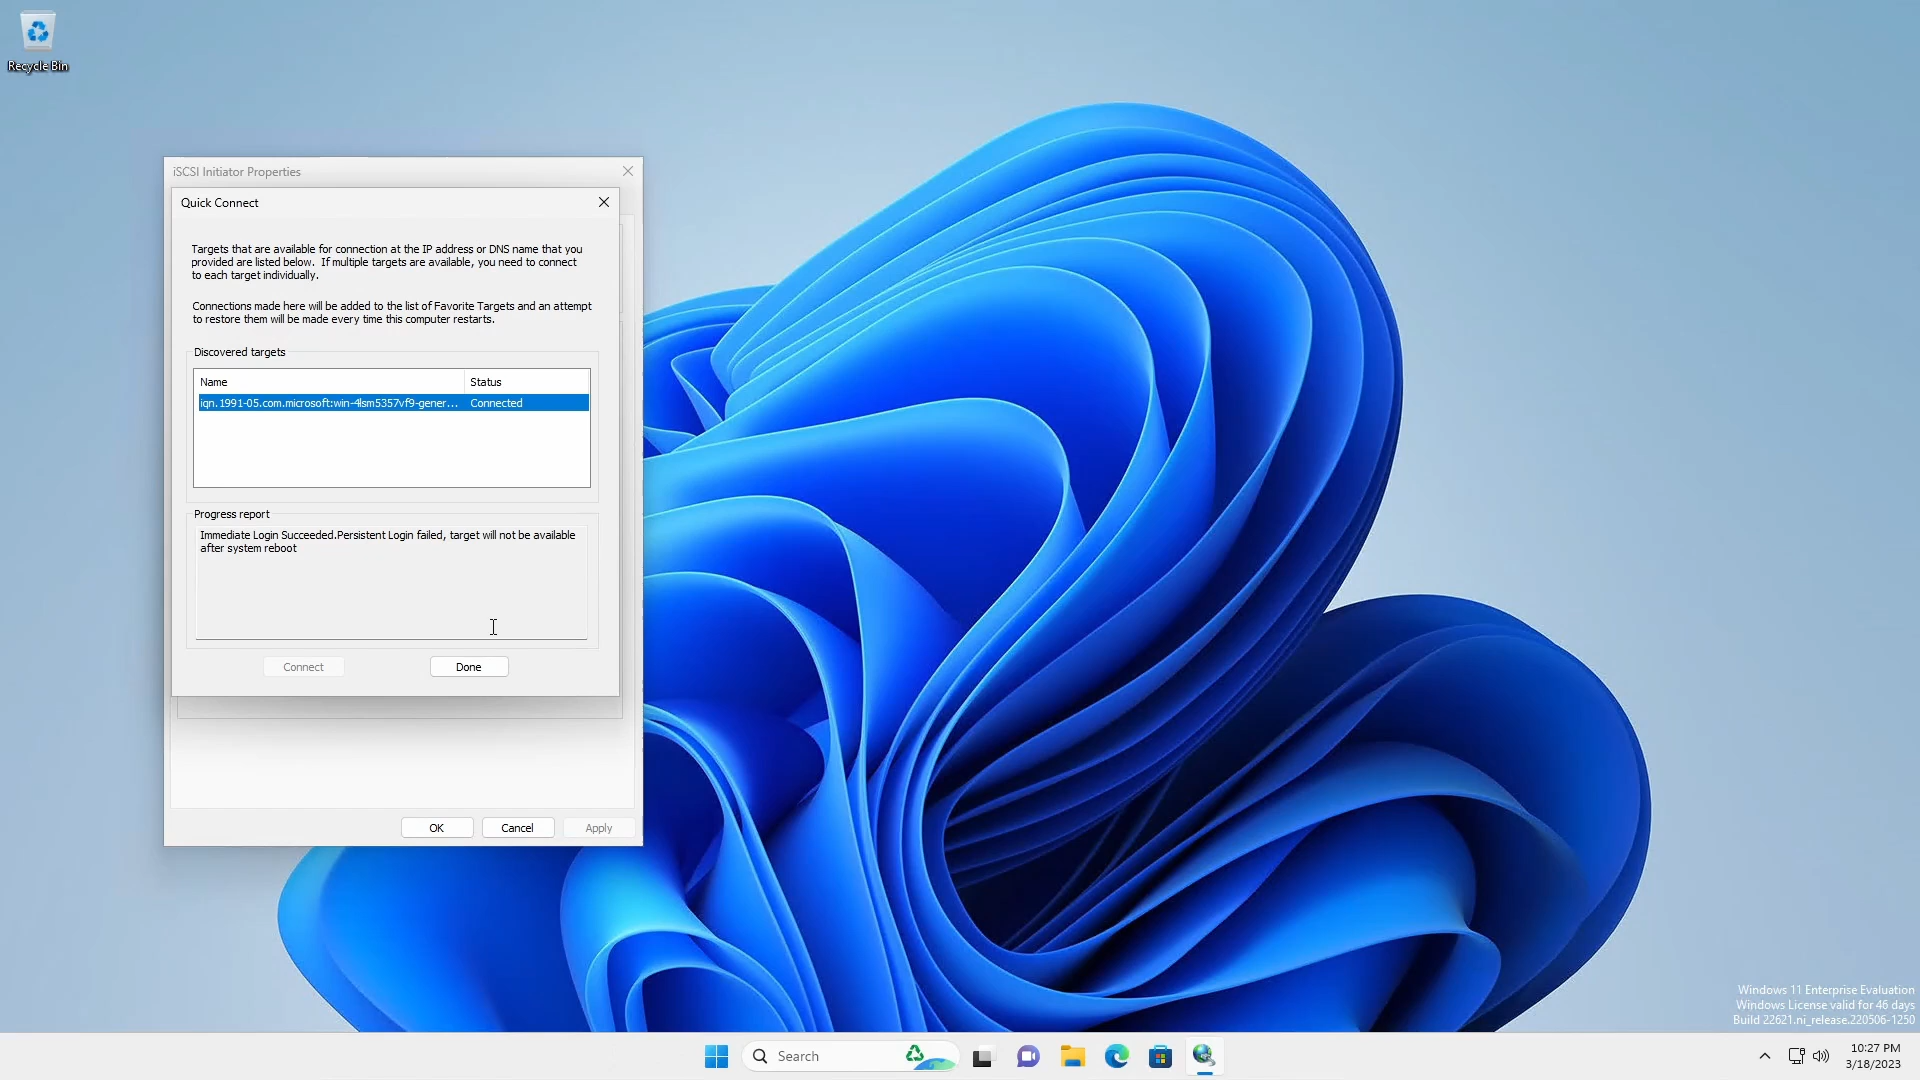 Recycle Bin
iSCSI Initiator Properties
Quick Connect
Targets that are available for connection at the IP address or DNS name that you
provided are listed below. If multiple targets are available, you need to connect
to each target individually.
Connections made here will be added to the list of Favorite Targets and an attempt
to restore them will be made every time this computer restarts.
Discovered targets
Name Status
iqn.1991-05.com.microsoft:win-4lsm5357vf9-gener... Connected
Progress report
Immediate Login Succeeded.Persistent Login failed, target will not be available
after system reboot
Connect Done
OK Cancel Apply
Windows 11 Enterprise Evaluation
Windows License valid for 46 days
Build 22621.ni_release.220506-1250
Search
10:27 PM
3/18/2023